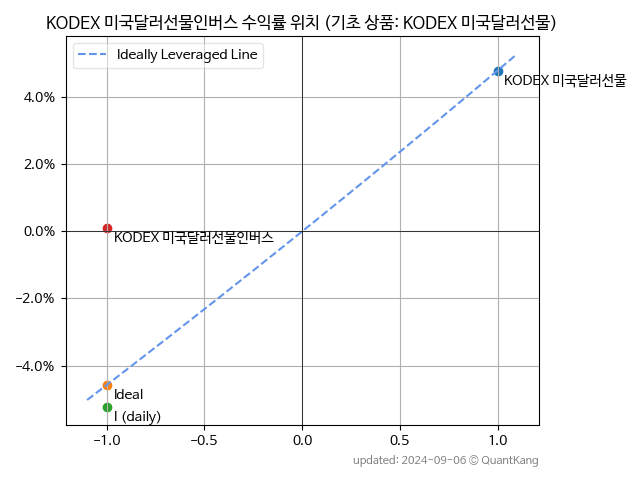 KODEX 미국달러선물인버스 수익률 위치 (기초 상품: KODEX 미국달러선물)
Ideally Leveraged Line
KODEX 미국달러선물
4.0%
2.0%
0.0%
KODEX 미국달러선물인버스
−2.0%
−4.0%
Ideal
I (daily)
−1.0 −0.5 0.0 0.5 1.0
updated: 2024-09-06 © QuantKang